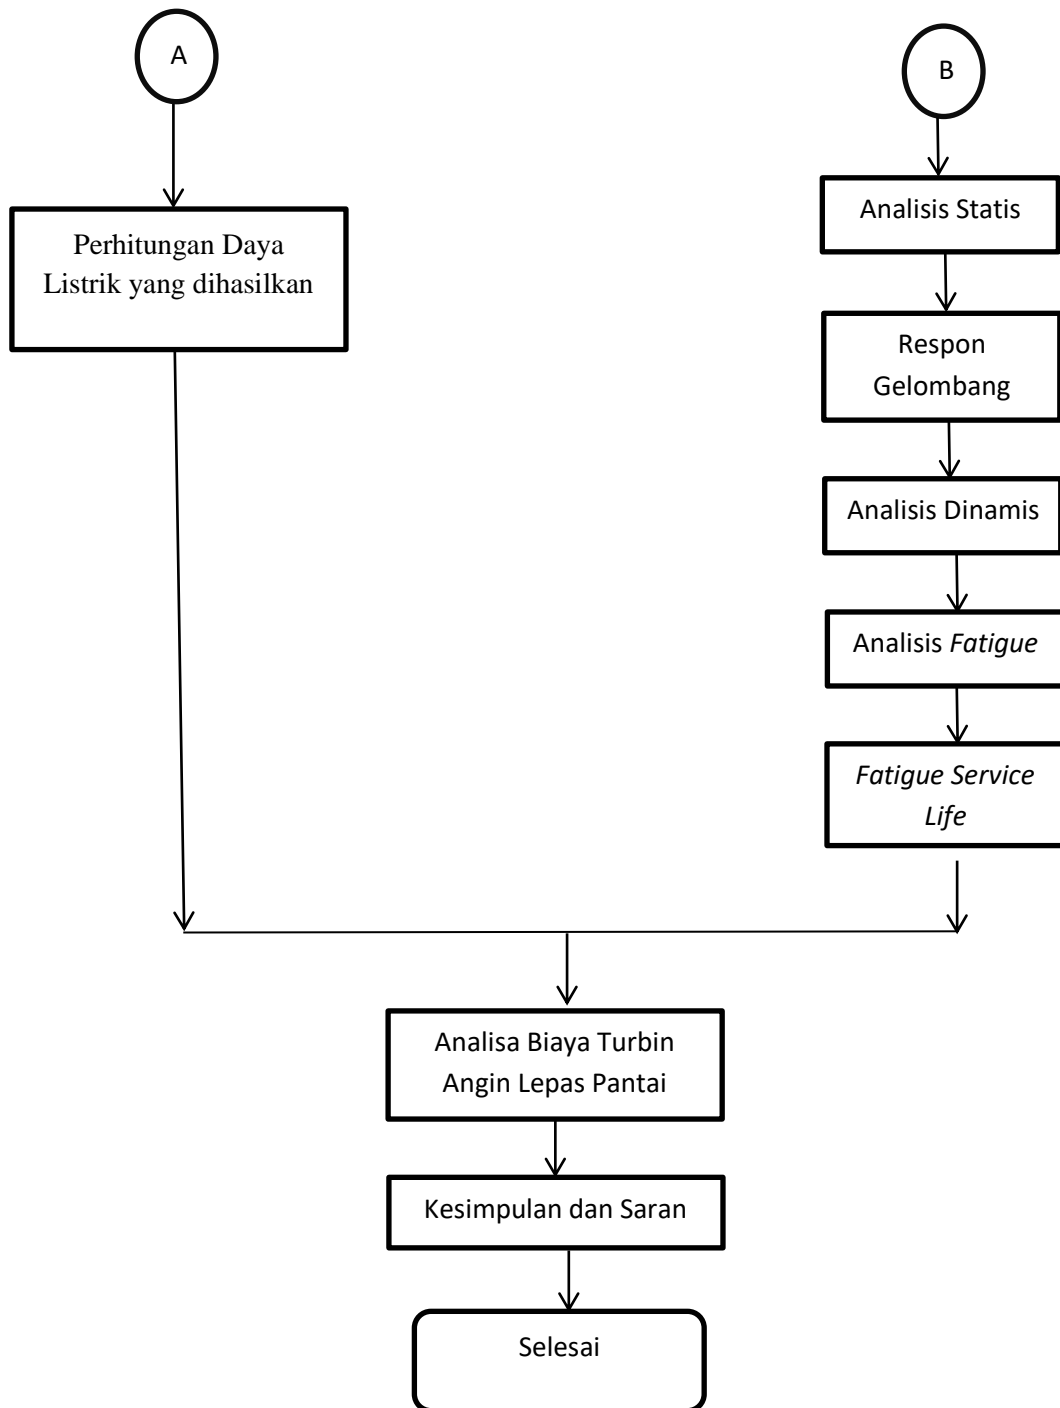 A
B
Perhitungan Daya
Listrik yang dihasilkan
Analisis Statis
Respon
Gelombang
Analisis Dinamis
Analisis Fatigue
Fatigue Service
Life
Analisa Biaya Turbin
Angin Lepas Pantai
Kesimpulan dan Saran
Selesai